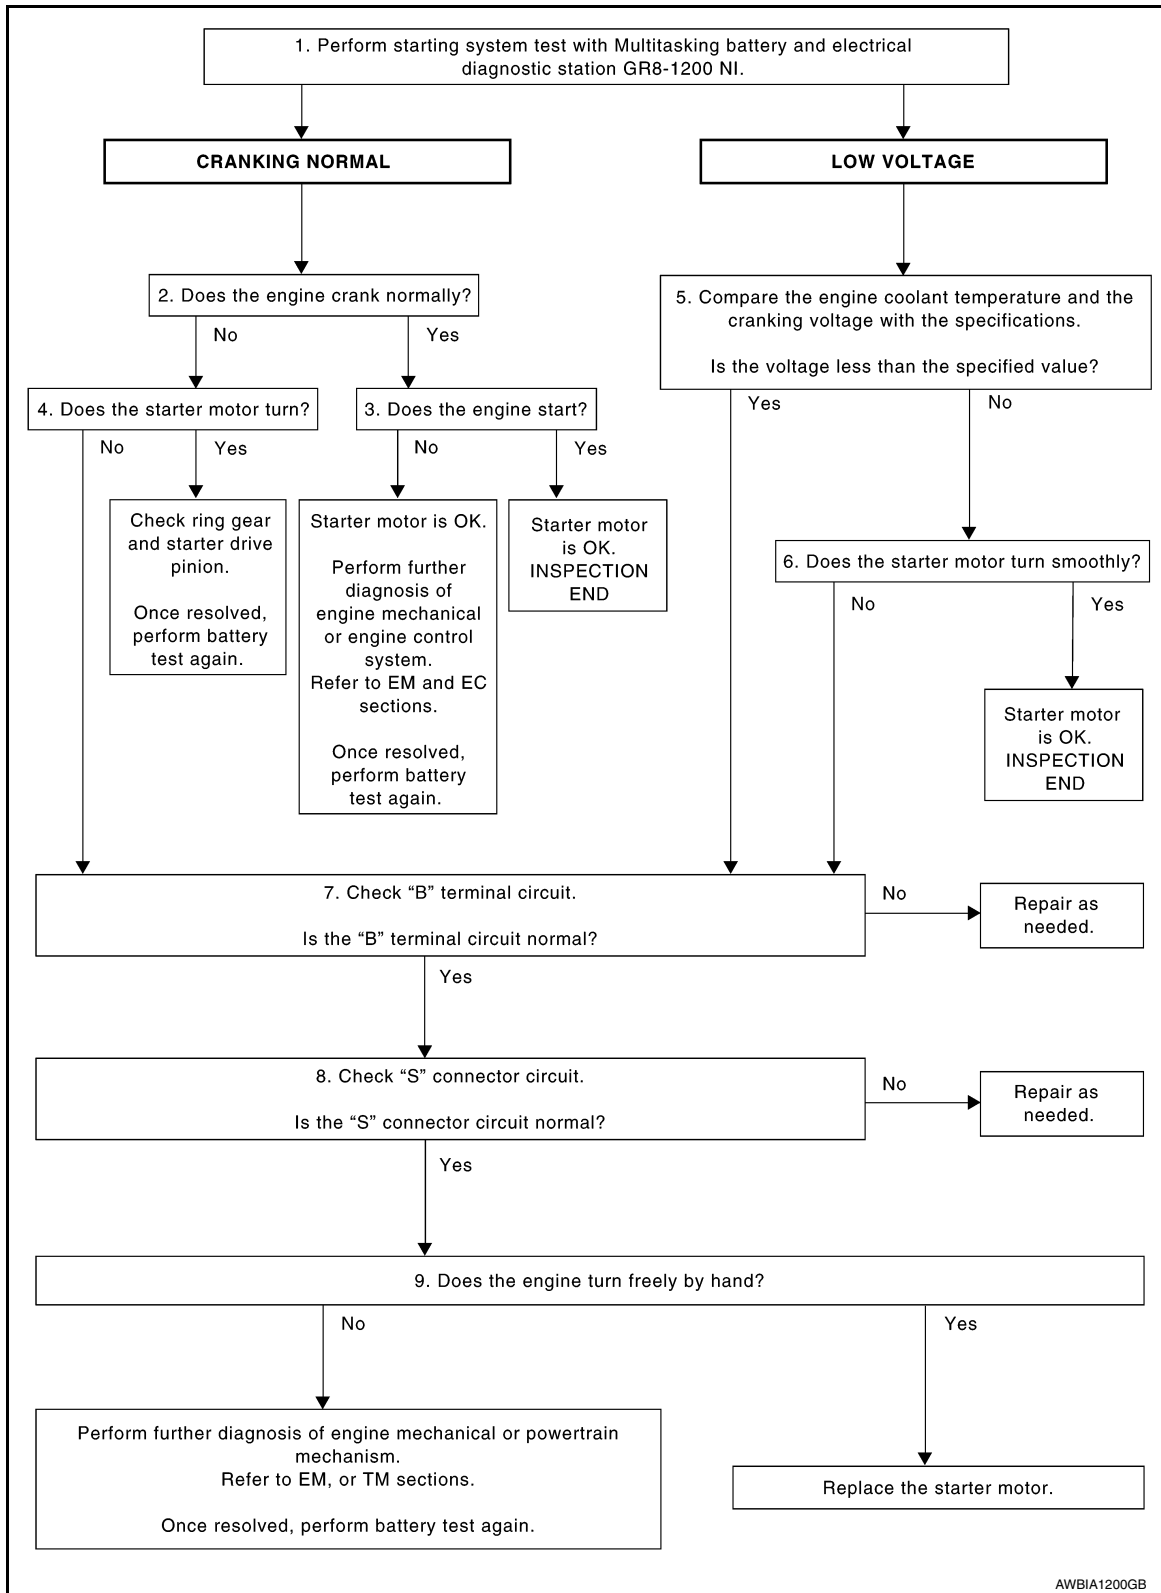 1. Perform starting system test with Multitasking battery and electrical
diagnostic station GR8-1200 NI.
CRANKING NORMAL
LOW VOLTAGE
2. Does the engine crank normally?
5. Compare the engine coolant temperature and the
cranking voltage with the specifications.
Is the voltage less than the specified value?
No
Yes
4. Does the starter motor turn?
3. Does the engine start?
Yes
No
No
Yes
No
Yes
Check ring gear
and starter drive
pinion.
Once resolved,
perform battery
test again.
Starter motor is OK.
Perform further
diagnosis of
engine mechanical
or engine control
system.
Refer to EM and EC
sections.
Once resolved,
perform battery
test again.
Starter motor
is OK.
INSPECTION
END
6. Does the starter motor turn smoothly?
No
Yes
Starter motor
is OK.
INSPECTION
END
7. Check “B” terminal circuit.
Is the “B” terminal circuit normal?
No
Repair as
needed.
Yes
8. Check “S” connector circuit.
Is the “S” connector circuit normal?
No
Repair as
needed.
Yes
9. Does the engine turn freely by hand?
No
Yes
Perform further diagnosis of engine mechanical or powertrain
mechanism.
Refer to EM, or TM sections.
Once resolved, perform battery test again.
Replace the starter motor.
AWBIA1200GB